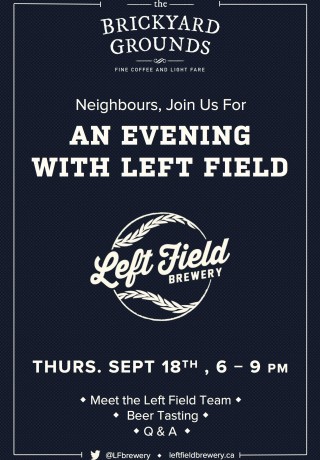 the
BRICKYARD
GROUNDS
FINE COFFEE AND LIGHT FARE
Neighbours, Join Us For
AN EVENING
WITH LEFT FIELD
Left Field
BREWERY
THURS. SEPT 18TH , 6 – 9 PM
◆ Meet the Left Field Team ◆
◆ Beer Tasting ◆
◆ Q & A ◆
@LFbrewery ◆ leftfieldbrewery.ca